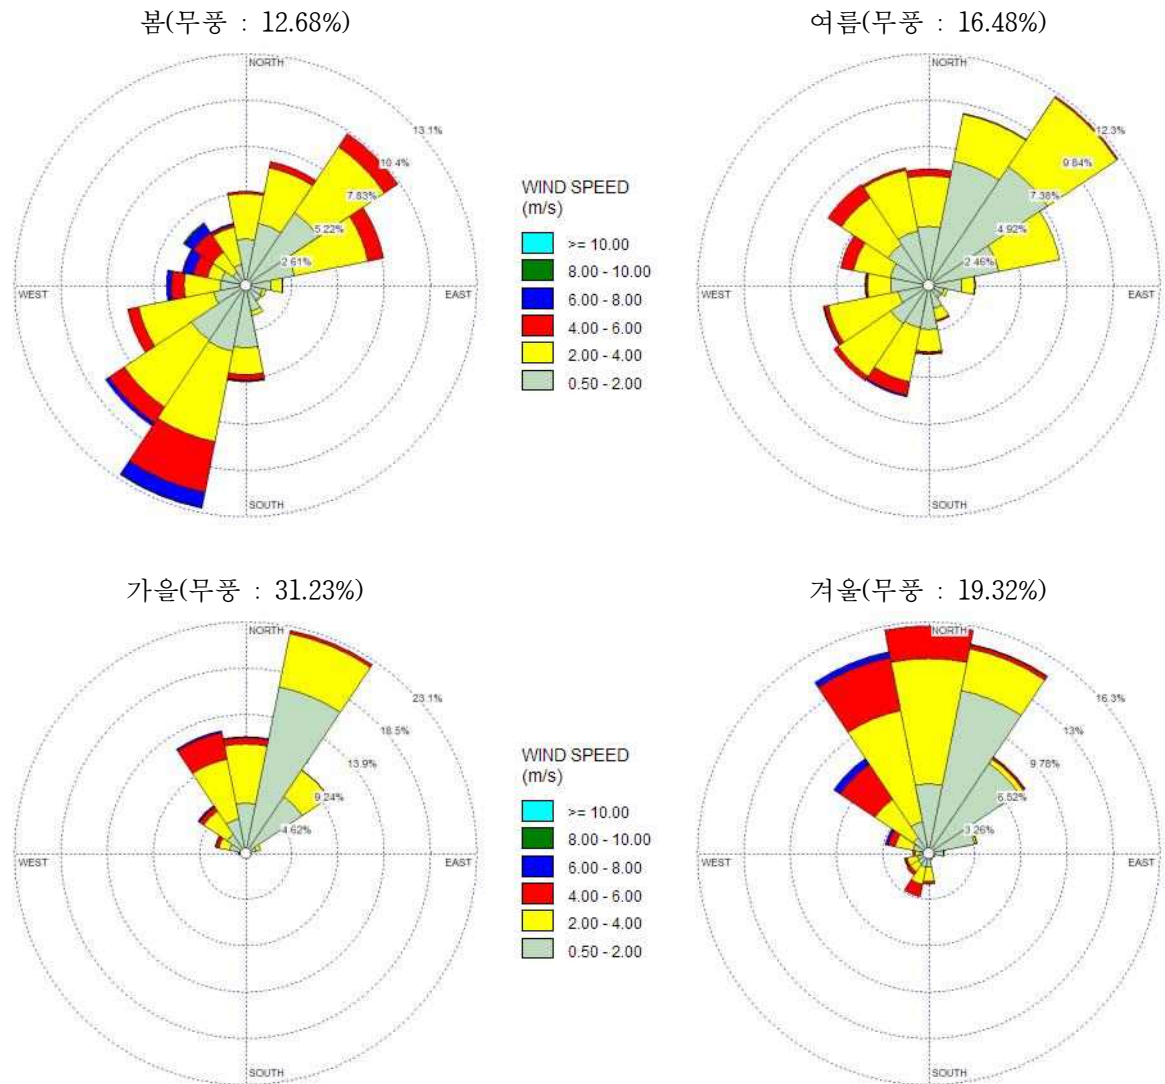 봄(무풍 : 12.68%)
NORTH
13.1%
10.4%
7.83%
5.22%
2.61%
WEST
EAST
SOUTH
WIND SPEED
(m/s)
>= 10.00
8.00 - 10.00
6.00 - 8.00
4.00 - 6.00
2.00 - 4.00
0.50 - 2.00
여름(무풍 : 16.48%)
NORTH
12.3%
9.84%
7.38%
4.92%
2.46%
WEST
EAST
SOUTH
가을(무풍 : 31.23%)
NORTH
23.1%
18.5%
13.9%
9.24%
4.62%
WEST
EAST
SOUTH
WIND SPEED
(m/s)
>= 10.00
8.00 - 10.00
6.00 - 8.00
4.00 - 6.00
2.00 - 4.00
0.50 - 2.00
겨울(무풍 : 19.32%)
NORTH
16.3%
13%
9.78%
6.52%
3.26%
WEST
EAST
SOUTH